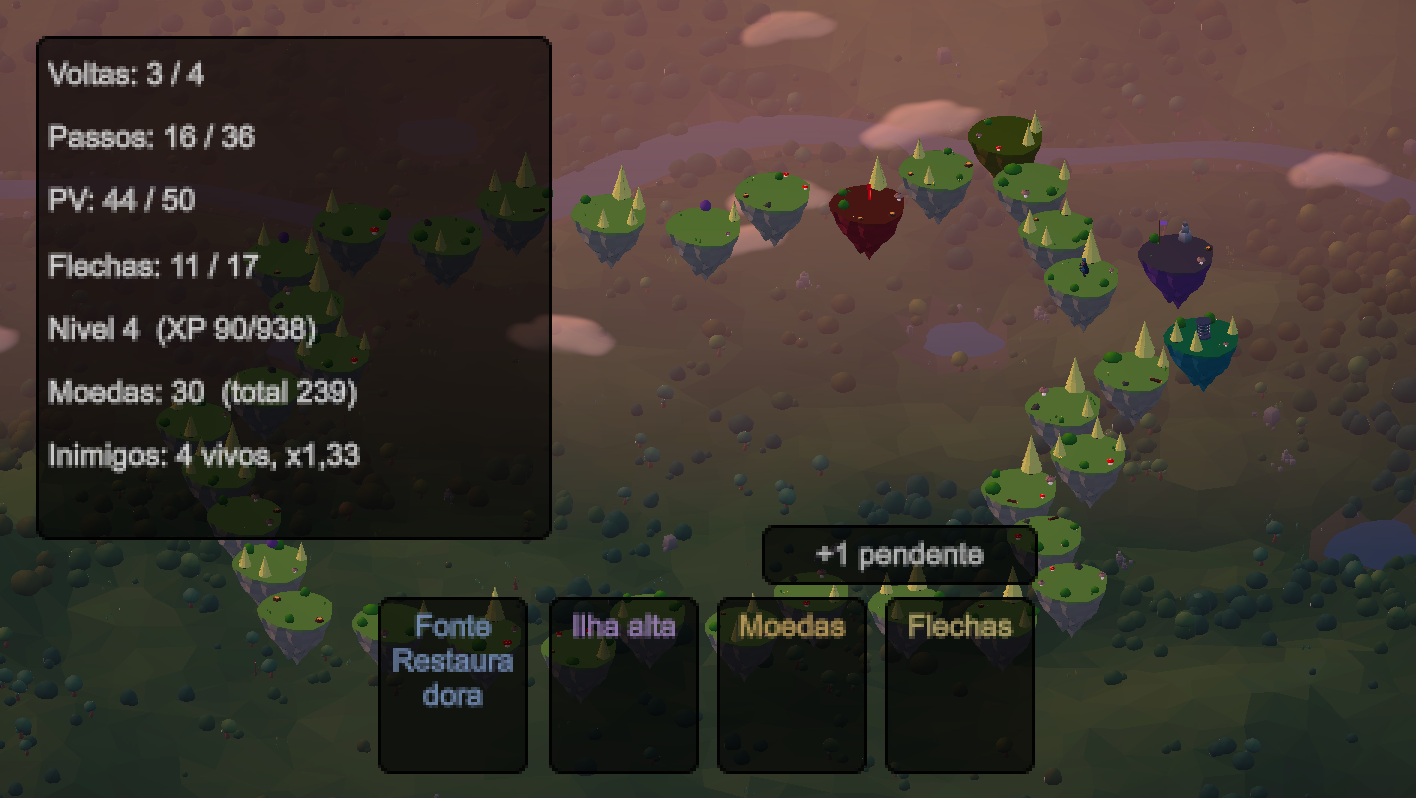 Voltas: 3 / 4
Passos: 16 / 36
PV: 44 / 50
Flechas: 11 / 17
Nivel 4  (XP 90/938)
Moedas: 30  (total 239)
Inimigos: 4 vivos, x1,33
+1 pendente
Fonte
Restaura
dora
Ilha alta
Moedas
Flechas